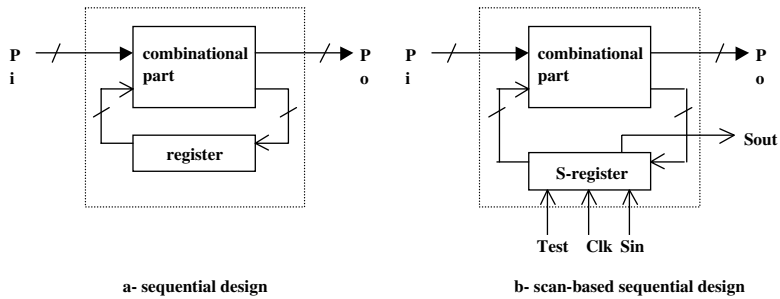 P
i
combinational
part
P
o
register
a- sequential design
P
i
combinational
part
P
o
Sout
S-register
Test Clk Sin
b- scan-based sequential design